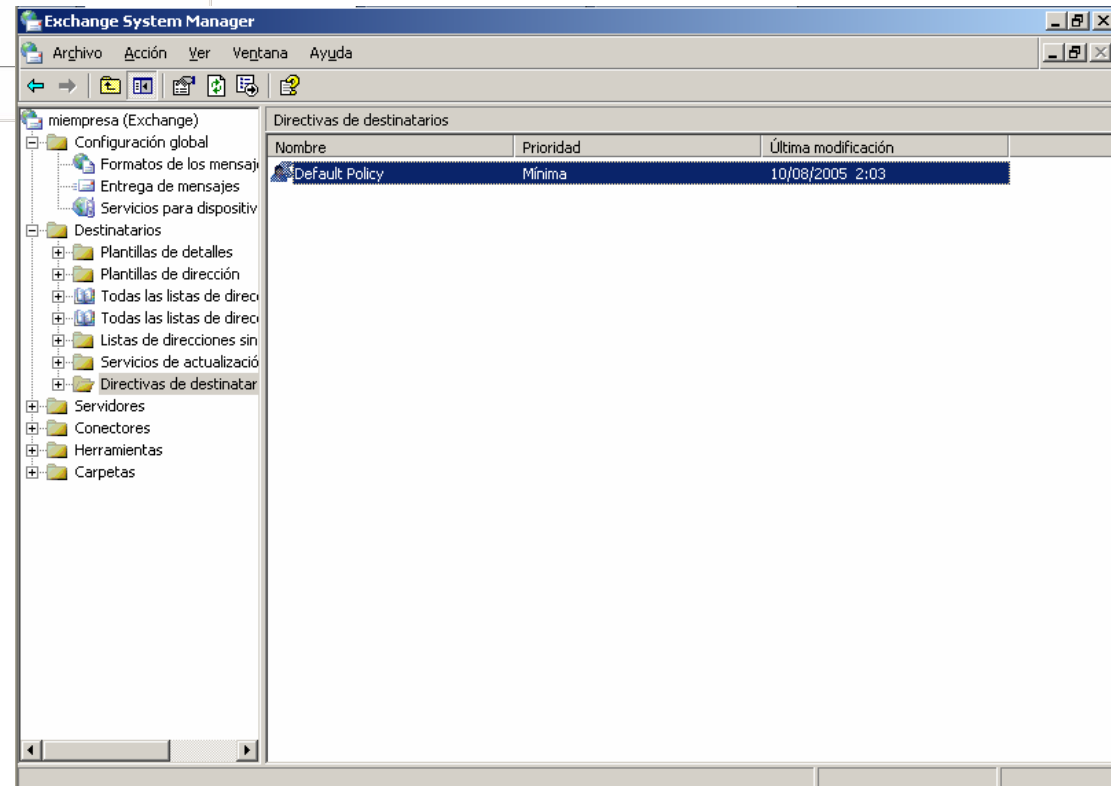 Exchange System Manager
Archivo Acción Ver Ventana Ayuda
miempresa (Exchange)
Configuración global
Formatos de los mensaj
Entrega de mensajes
Servicios para dispositiv
Destinatarios
Plantillas de detalles
Plantillas de dirección
Todas las listas de direc
Todas las listas de direc
Listas de direcciones sin
Servicios de actualizació
Directivas de destinatar
Servidores
Conectores
Herramientas
Carpetas
Directivas de destinatarios
Nombre Prioridad Última modificación
Default Policy Mínima 10/08/2005 2:03